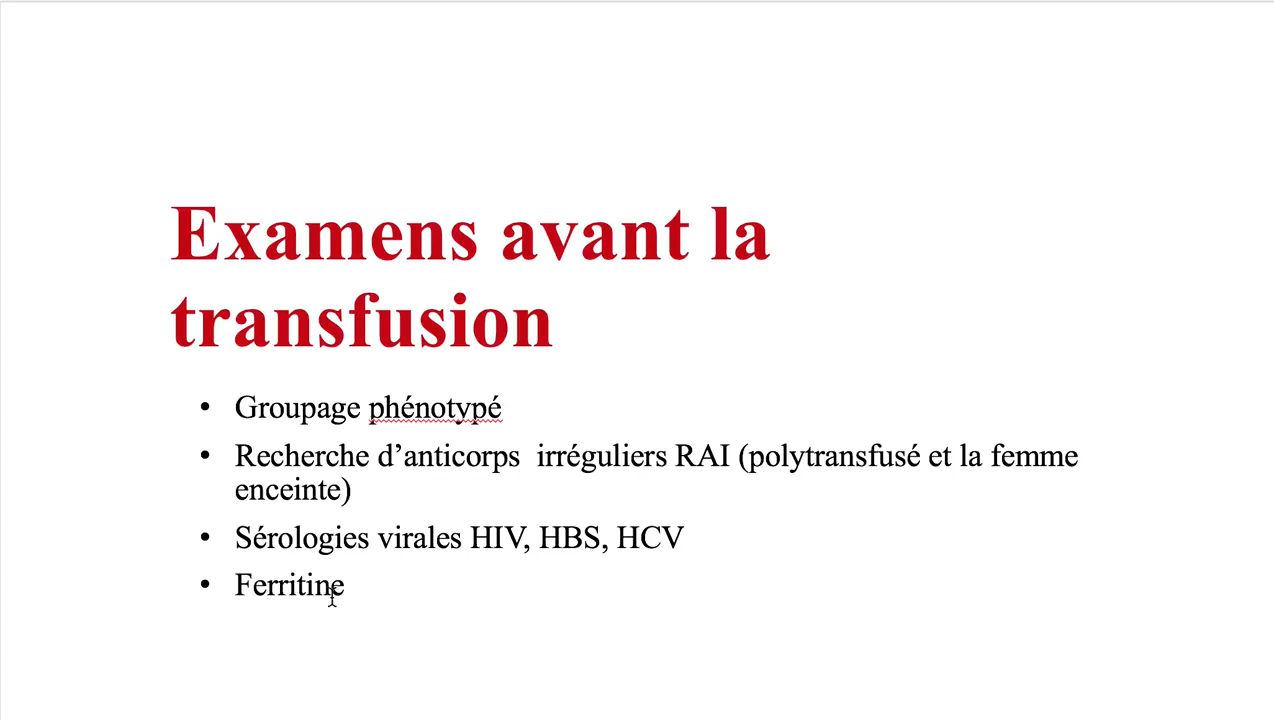 Examens avant la
transfusion
• Groupage phénotypé
• Recherche d’anticorps  irréguliers RAI (polytransfusé et la femme
enceinte)
• Sérologies virales HIV, HBS, HCV
• Ferritine